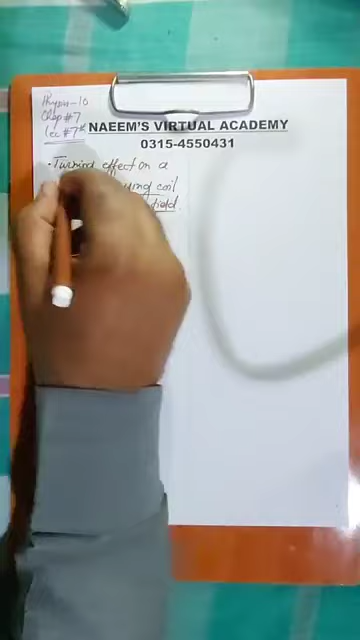 Physics-10
Chap #7
Lec #7
NAEEM'S VIRTUAL ACADEMY
0315-4550431
• Turning effect on a
coil
field